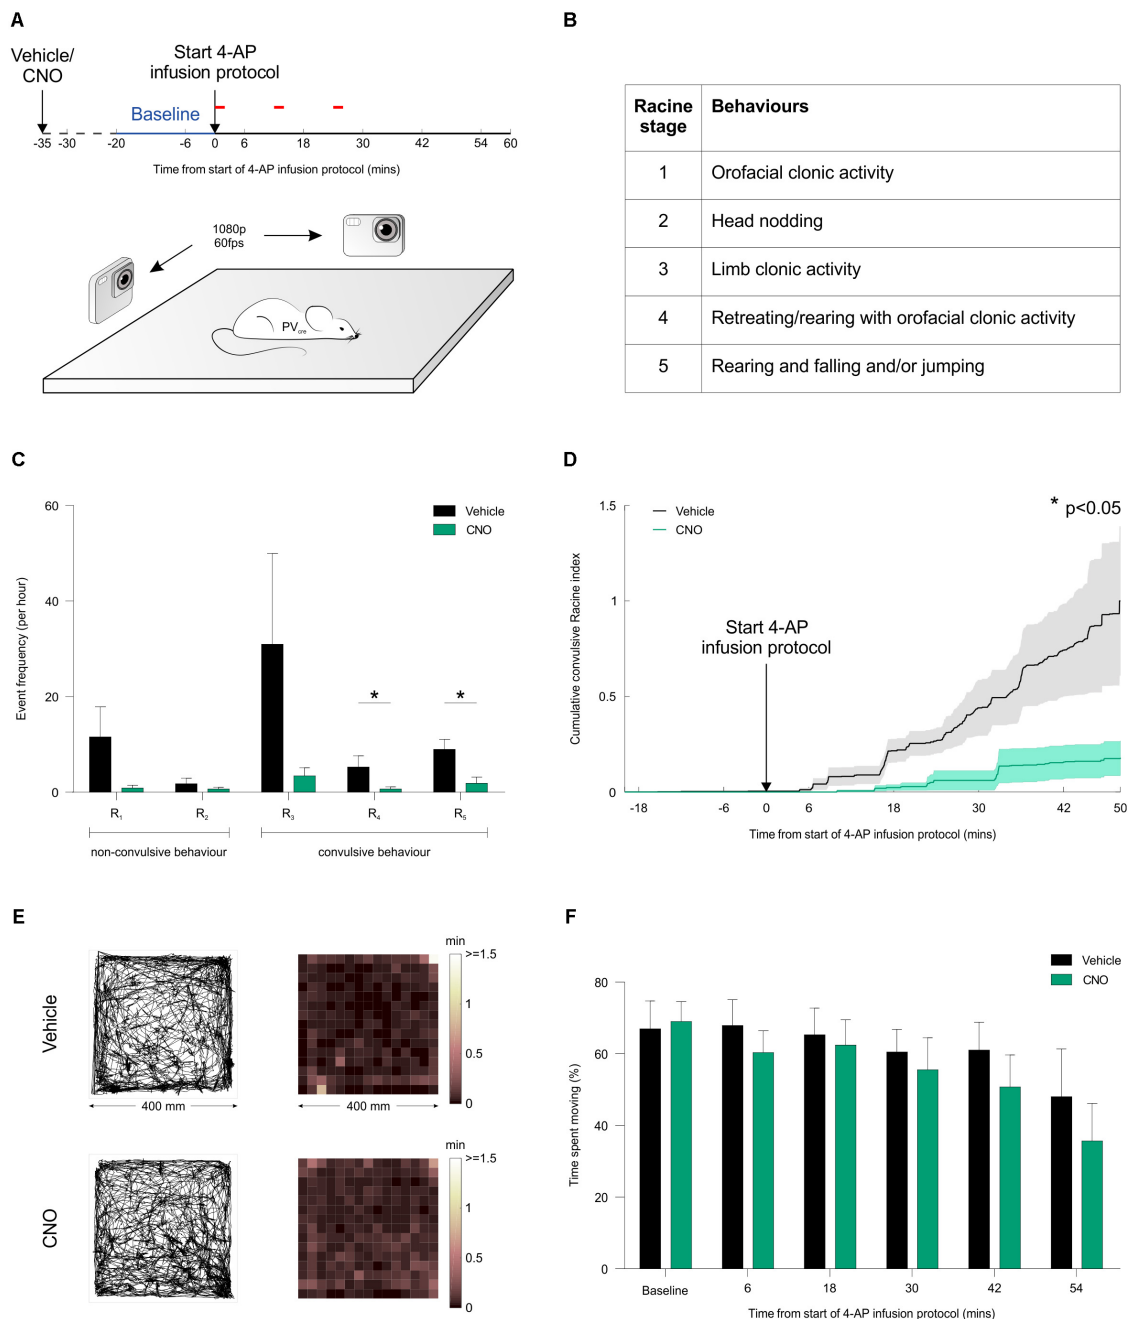 A
Vehicle/
CNO
Start 4-AP
infusion protocol
Baseline
-35 -30 -20 -6 0 6 18 30 42 54 60
Time from start of 4-AP infusion protocol (mins)
1080p
60fps
PVcre
B
Racine stage Behaviours
1 Orofacial clonic activity
2 Head nodding
3 Limb clonic activity
4 Retreating/rearing with orofacial clonic activity
5 Rearing and falling and/or jumping
C
60
40
20
0
Event frequency (per hour)
Vehicle
CNO
* *
R1 R2 R3 R4 R5
non-convulsive behaviour convulsive behaviour
D
1.5
1
0.5
0
Cumulative convulsive Racine index
Vehicle
CNO
* p<0.05
Start 4-AP
infusion protocol
-18 -6 0 6 18 30 42 50
Time from start of 4-AP infusion protocol (mins)
E
Vehicle
400 mm
400 mm
min
>=1.5
1
0.5
0
CNO
min
>=1.5
1
0.5
0
F
80
60
40
20
0
Time spent moving (%)
Vehicle
CNO
Baseline 6 18 30 42 54
Time from start of 4-AP infusion protocol (mins)